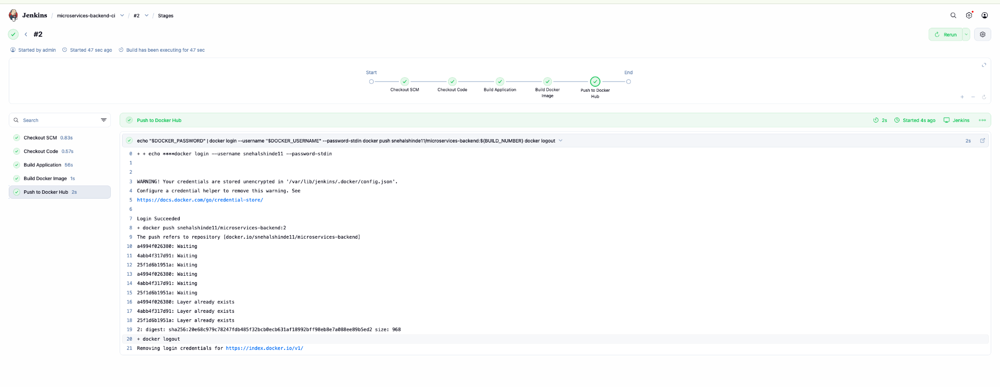 Jenkins / microservices-backend-ci / #2 / Stages
#2
Rerun
Started by admin Started 47 sec ago Build has been executing for 47 sec
Start End
Checkout SCM Checkout Code Build Application Build Docker Image Push to Docker Hub
Search
Checkout SCM 0.83s
Checkout Code 0.57s
Build Application 56s
Build Docker Image 1s
Push to Docker Hub 2s
Push to Docker Hub 2s Started 4s ago Jenkins
echo "$DOCKER_PASSWORD" | docker login --username "$DOCKER_USERNAME" --password-stdin docker push snehalshinde11/microservices-backend:${BUILD_NUMBER} docker logout 2s
0 + + echo ****docker login --username snehalshinde11 --password-stdin
1
2
3 WARNING! Your credentials are stored unencrypted in '/var/lib/jenkins/.docker/config.json'.
4 Configure a credential helper to remove this warning. See
5 https://docs.docker.com/go/credential-store/
6
7 Login Succeeded
8 + docker push snehalshinde11/microservices-backend:2
9 The push refers to repository [docker.io/snehalshinde11/microservices-backend]
10 a4994f026380: Waiting
11 4abb4f317d91: Waiting
12 25f1d6b1951a: Waiting
13 a4994f026380: Waiting
14 4abb4f317d91: Waiting
15 25f1d6b1951a: Waiting
16 a4994f026380: Layer already exists
17 4abb4f317d91: Layer already exists
18 25f1d6b1951a: Layer already exists
19 2: digest: sha256:20e68c979c78247fdb485f32bcb0ecb631af18992bff98eb8e7a088ee89b5ed2 size: 968
20 + docker logout
21 Removing login credentials for https://index.docker.io/v1/